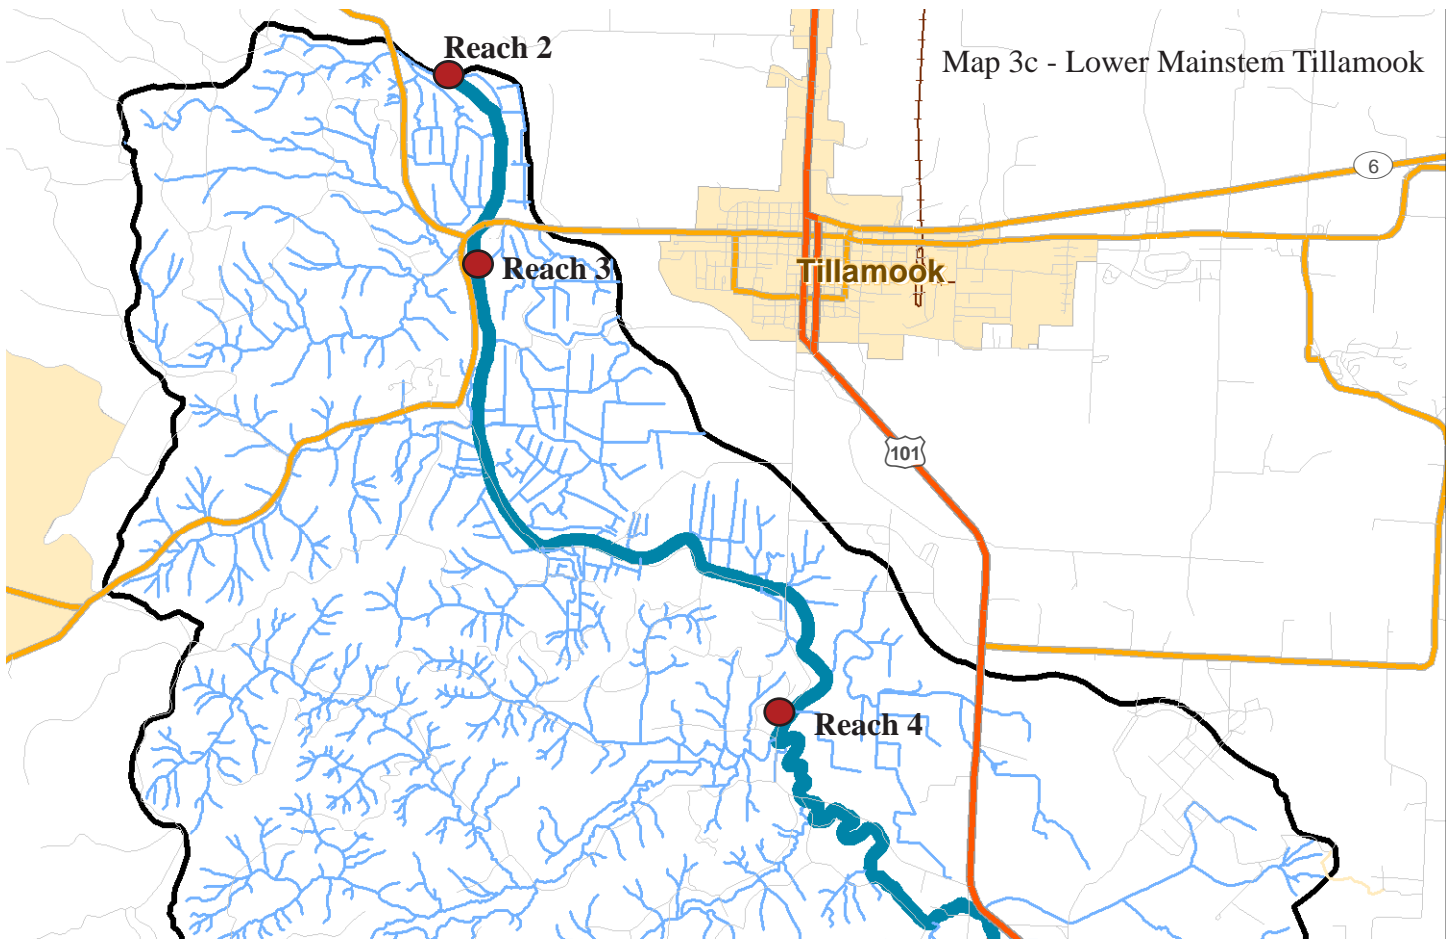 Reach 2
Map 3c - Lower Mainstem Tillamook
6
Reach 3
Tillamook
101
Reach 4